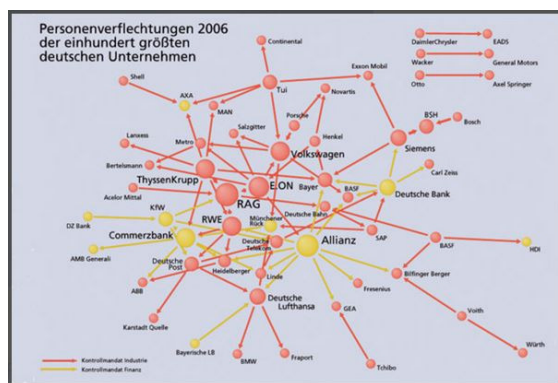 Personenverflechtungen 2006
der einhundert größten
deutschen Unternehmen
Continental
DaimlerChrysler
EADS
Wacker
General Motors
Otto
Axel Springer
Shell
AXA
Tui
Exxon Mobil
MAN
Novartis
Porsche
BSH
Bosch
Salzgitter
Lanxess
Metro
Henkel
Siemens
Volkswagen
Bertelsmann
Carl Zeiss
ThyssenKrupp
E.ON
Bayer
BASF
Deutsche Bank
Acelor Mittal
RAG
KfW
Deutsche Bahn
DZ Bank
RWE
Münchener
Rück
Commerzbank
Allianz
SAP
BASF
HDI
Deutsche
Telekom
AMB Generali
Deutsche
Post
Heidelberger
Linde
Bilfinger Berger
ABB
Fresenius
Deutsche
Lufthansa
GEA
Karstadt Quelle
Voith
Bayerische LB
Würth
BMW
Fraport
Tchibo
Kontrollmandat Industrie
Kontrollmandat Finanz